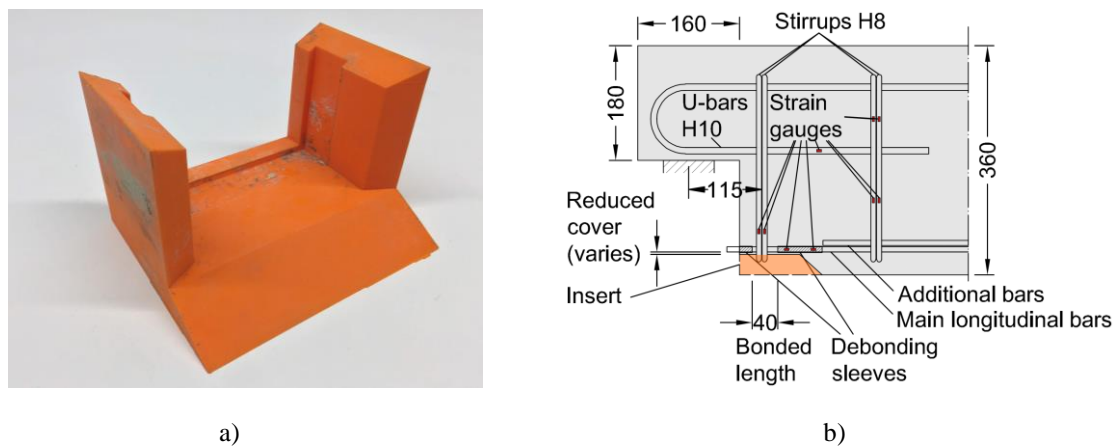 160
Stirrups H8
180
U-bars
H10
Strain
gauges
360
115
Reduced
cover
(varies)
Insert
40
Bonded
length
Debonding
sleeves
Additional bars
Main longitudinal bars
a)
b)